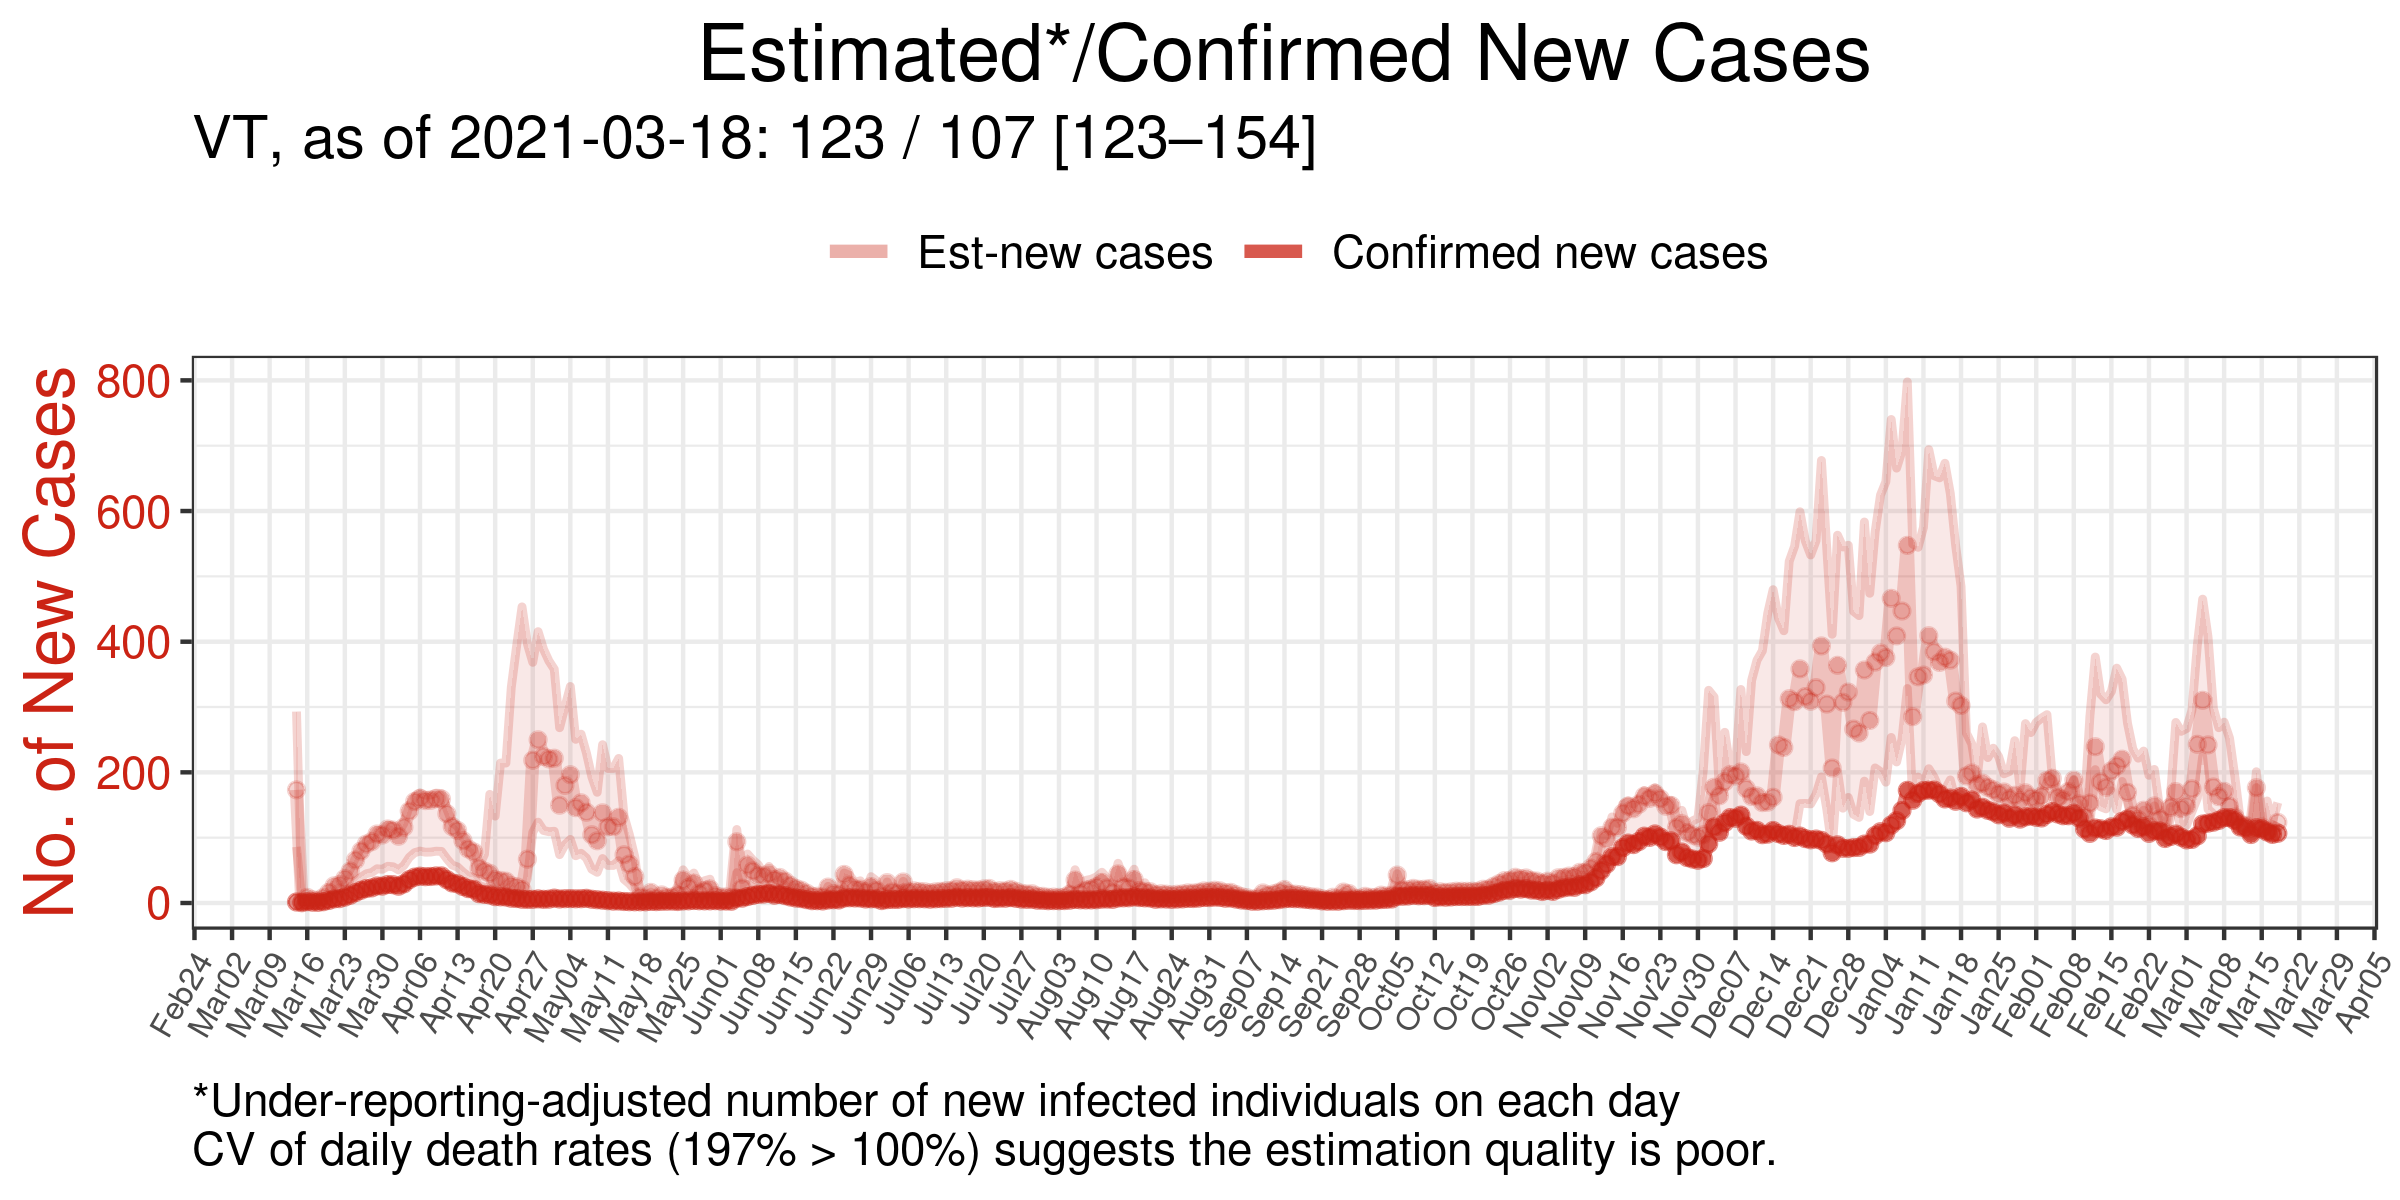 Estimated*/Confirmed New Cases
VT, as of 2021-03-18: 123 / 107 [123–154]
Est-new cases Confirmed new cases
No. of New Cases
800
600
400
200
0
Feb24 Mar02 Mar09 Mar16 Mar23 Mar30 Apr06 Apr13 Apr20 Apr27 May04 May11 May18 May25 Jun01 Jun08 Jun15 Jun22 Jun29 Jul06 Jul13 Jul20 Jul27 Aug03 Aug10 Aug17 Aug24 Aug31 Sep07 Sep14 Sep21 Sep28 Oct05 Oct12 Oct19 Oct26 Nov02 Nov09 Nov16 Nov23 Nov30 Dec07 Dec14 Dec21 Dec28 Jan04 Jan11 Jan18 Jan25 Feb01 Feb08 Feb15 Feb22 Mar01 Mar08 Mar15 Mar22 Mar29 Apr05
*Under-reporting-adjusted number of new infected individuals on each day
CV of daily death rates (197% > 100%) suggests the estimation quality is poor.